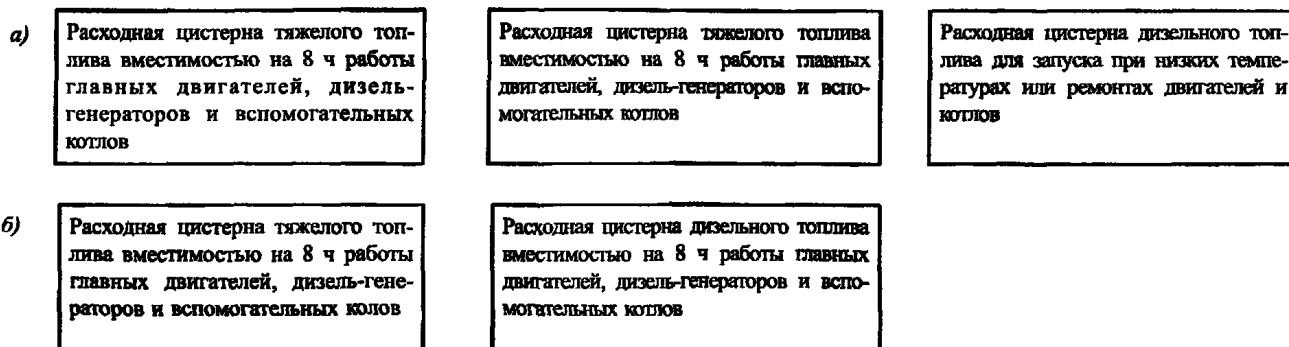 а)
Расходная цистерна тяжелого топ-
лива вместимостью на 8 ч работы
главных двигателей, дизель-
генераторов и вспомогательных
котлов
Расходная цистерна тяжелого топлива
вместимостью на 8 ч работы главных
двигателей, дизель-генераторов и вспо-
могательных котлов
Расходная цистерна дизельного топ-
лива для запуска при низких темпе-
ратурах или ремонтах двигателей и
котлов
б)
Расходная цистерна тяжелого топ-
лива вместимостью на 8 ч работы
главных двигателей, дизель-гене-
раторов и вспомогательных колов
Расходная цистерна дизельного топлива
вместимостью на 8 ч работы главных
двигателей, дизель-генераторов и вспо-
могательных котлов